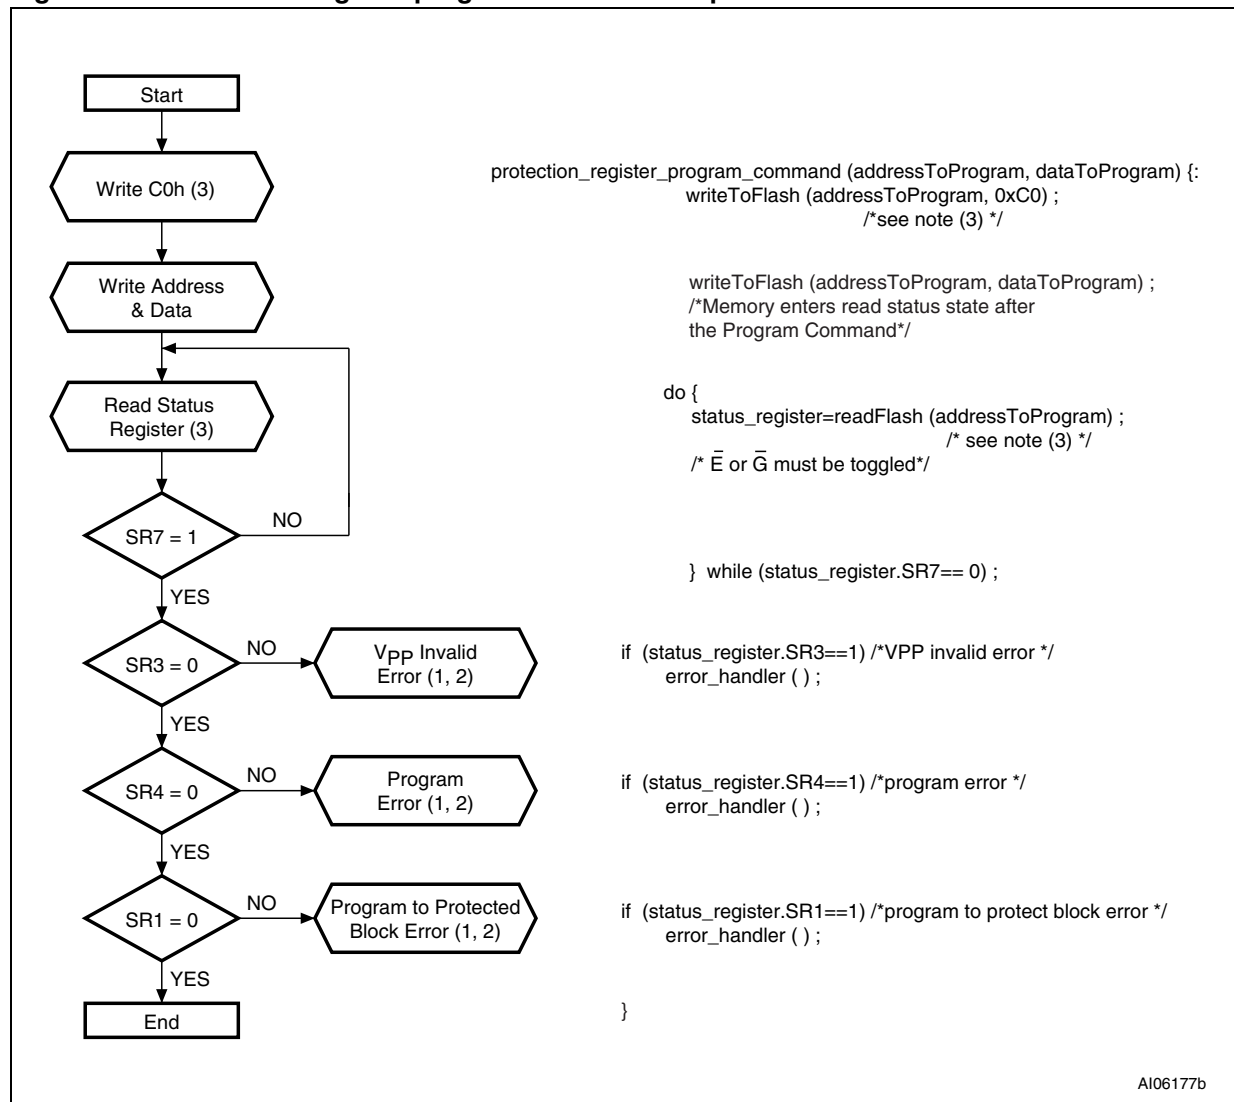 Start
Write C0h (3)
protection_register_program_command (addressToProgram, dataToProgram) {:
writeToFlash (addressToProgram, 0xC0) ;
/*see note (3) */
Write Address
& Data
writeToFlash (addressToProgram, dataToProgram) ;
/*Memory enters read status state after
the Program Command*/
Read Status
Register (3)
do {
status_register=readFlash (addressToProgram) ;
/* see note (3) */
/* E̅ or G̅ must be toggled*/
SR7 = 1
NO
} while (status_register.SR7== 0) ;
YES
SR3 = 0
NO
VPP Invalid
Error (1, 2)
if (status_register.SR3==1) /*VPP invalid error */
error_handler ( ) ;
YES
SR4 = 0
NO
Program
Error (1, 2)
if (status_register.SR4==1) /*program error */
error_handler ( ) ;
YES
SR1 = 0
NO
Program to Protected
Block Error (1, 2)
if (status_register.SR1==1) /*program to protect block error */
error_handler ( ) ;
YES
End
}
AI06177b